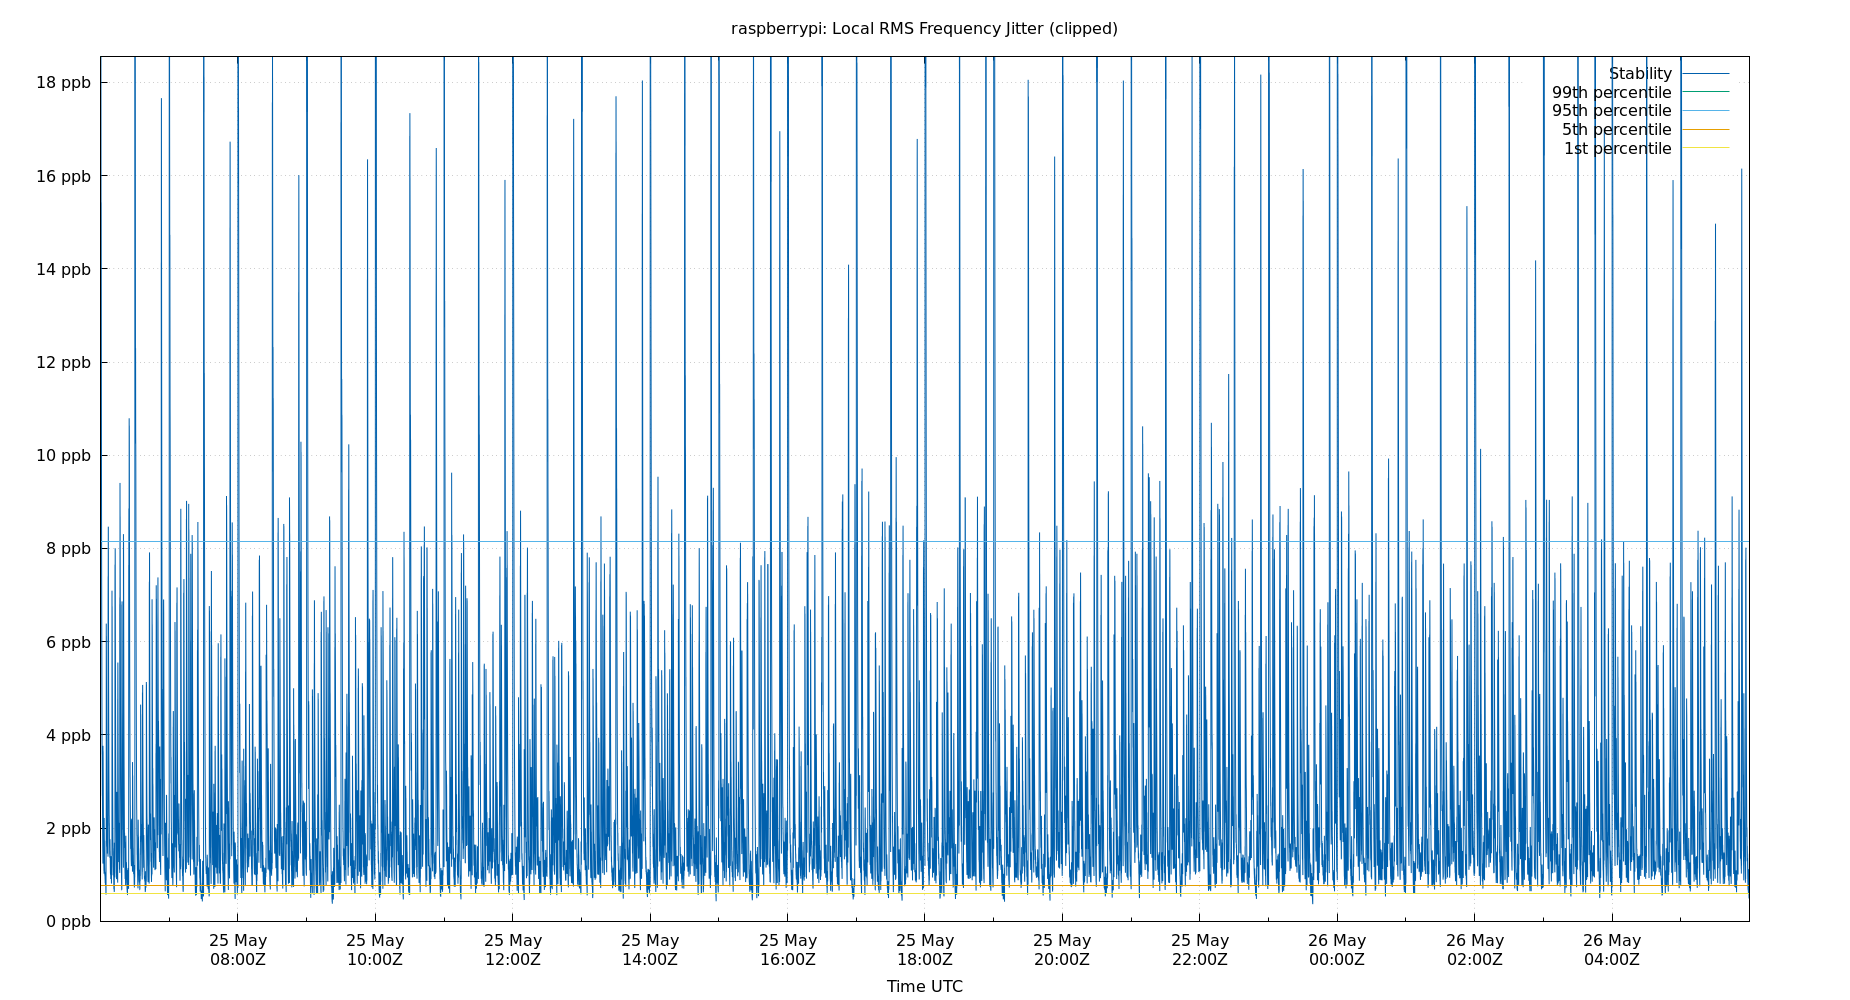 raspberrypi: Local RMS Frequency Jitter (clipped)
18 ppb
16 ppb
14 ppb
12 ppb
10 ppb
8 ppb
6 ppb
4 ppb
2 ppb
0 ppb
Stability
99th percentile
95th percentile
5th percentile
1st percentile
25 May
08:00Z
25 May
10:00Z
25 May
12:00Z
25 May
14:00Z
25 May
16:00Z
25 May
18:00Z
25 May
20:00Z
25 May
22:00Z
26 May
00:00Z
26 May
02:00Z
26 May
04:00Z
Time UTC